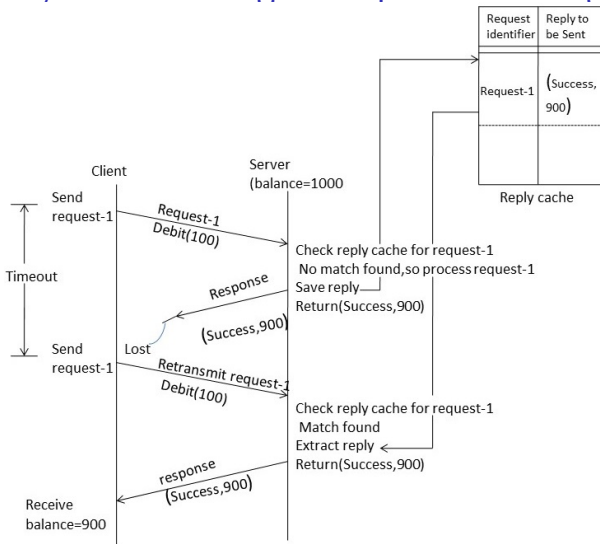 Request identifier
Reply to be Sent
Request-1
(Success, 900)
Reply cache
Client
Server
(balance=1000
Send
request-1
Request-1
Debit(100)
Check reply cache for request-1
No match found,so process request-1
Save reply
Return(Success,900)
Timeout
Response
(Success,900)
Lost
Send
request-1
Retransmit request-1
Debit(100)
Check reply cache for request-1
Match found
Extract reply
Return(Success,900)
response
(Success,900)
Receive
balance=900